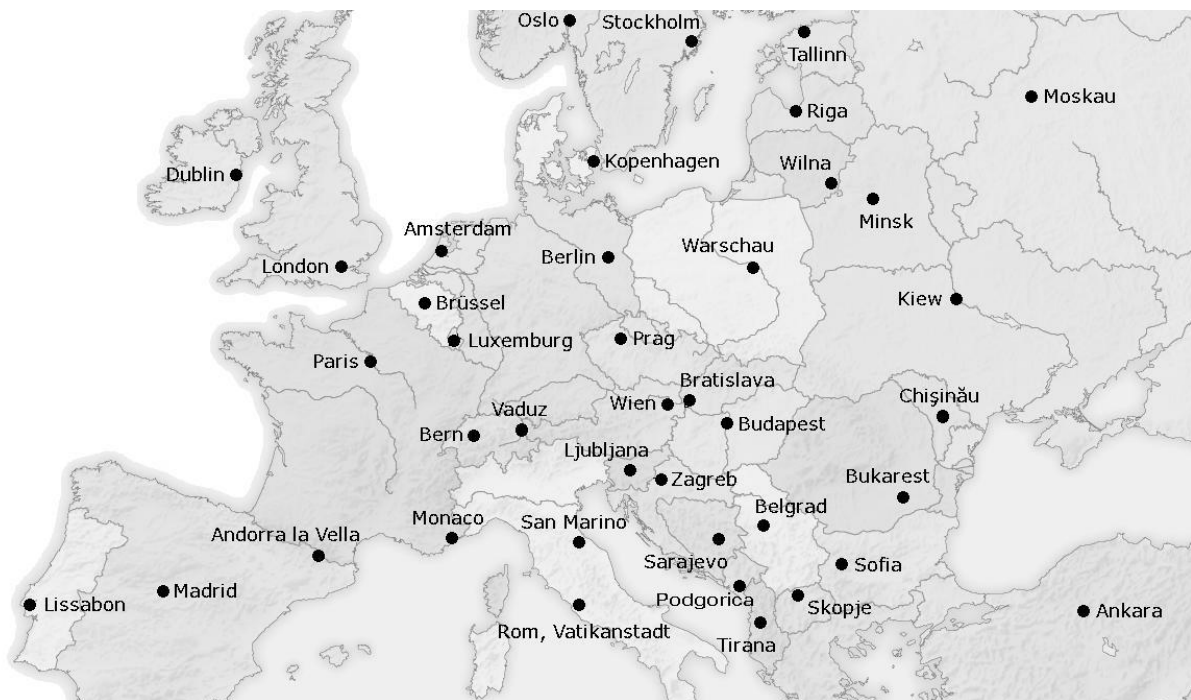 Oslo
Stockholm
Tallinn
Moskau
Riga
Kopenhagen
Wilna
Dublin
Minsk
Amsterdam
Warschau
Berlin
London
Kiew
Brüssel
Luxemburg
Prag
Paris
Bratislava
Chişinău
Wien
Vaduz
Budapest
Bern
Ljubljana
Zagreb
Bukarest
Belgrad
Monaco
San Marino
Andorra la Vella
Sarajevo
Sofia
Madrid
Podgorica
Lissabon
Skopje
Ankara
Rom, Vatikanstadt
Tirana